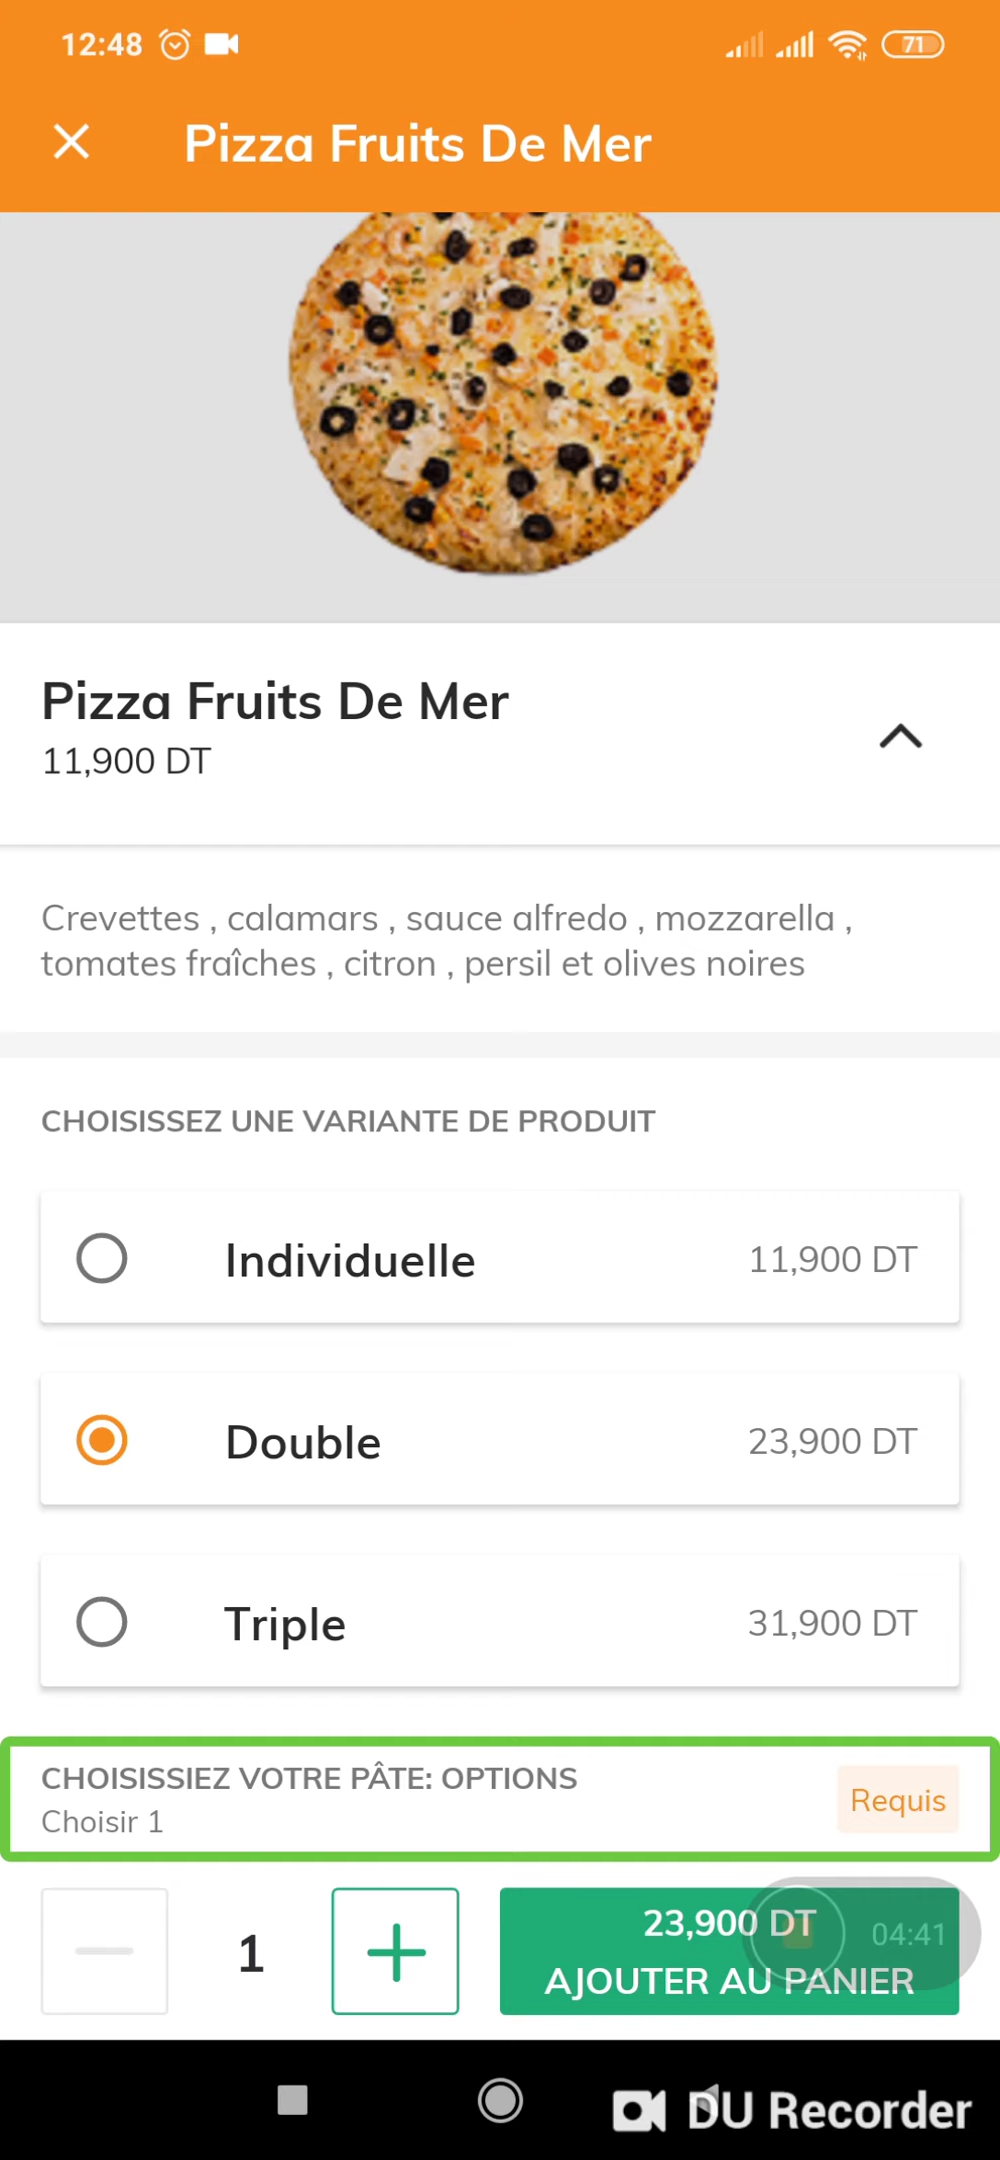 12:48
71
Pizza Fruits De Mer
Pizza Fruits De Mer
11,900 DT
Crevettes , calamars , sauce alfredo , mozzarella ,
tomates fraîches , citron , persil et olives noires
CHOISISSEZ UNE VARIANTE DE PRODUIT
Individuelle 11,900 DT
Double 23,900 DT
Triple 31,900 DT
CHOISISSIEZ VOTRE PÂTE: OPTIONS
Choisir 1
Requis
1
23,900 DT
AJOUTER AU PANIER
04:41
DU Recorder